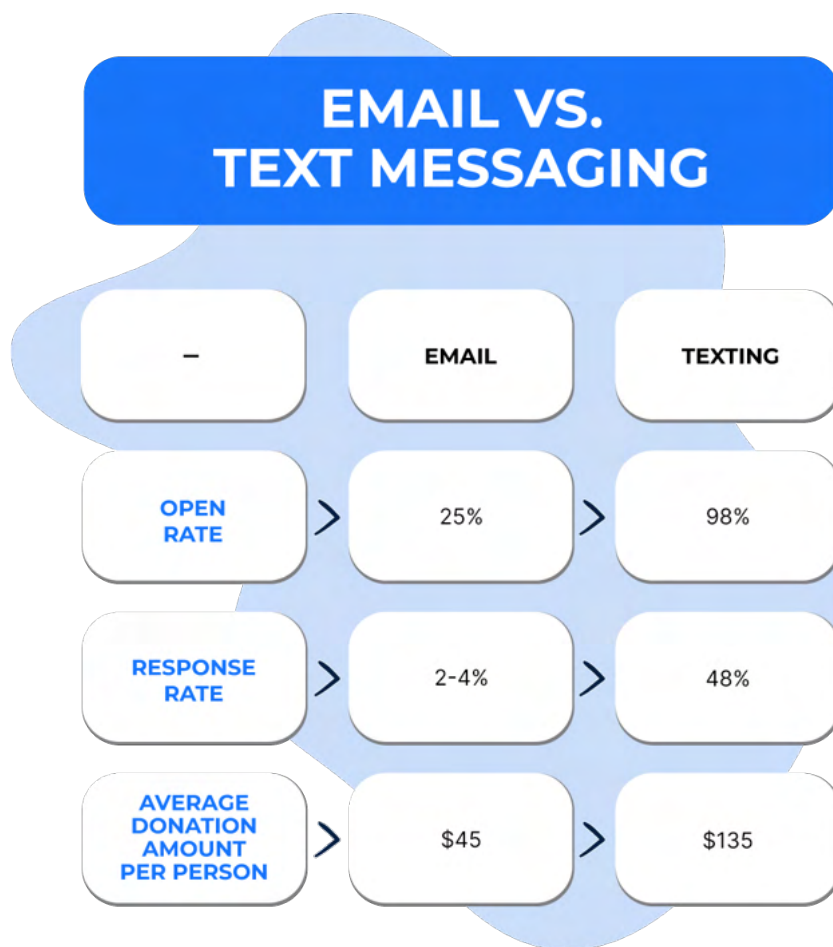 EMAIL VS.
TEXT MESSAGING
–
EMAIL
TEXTING
OPEN
RATE
>
25%
>
98%
RESPONSE
RATE
>
2-4%
>
48%
AVERAGE
DONATION
AMOUNT
PER PERSON
>
$45
>
$135